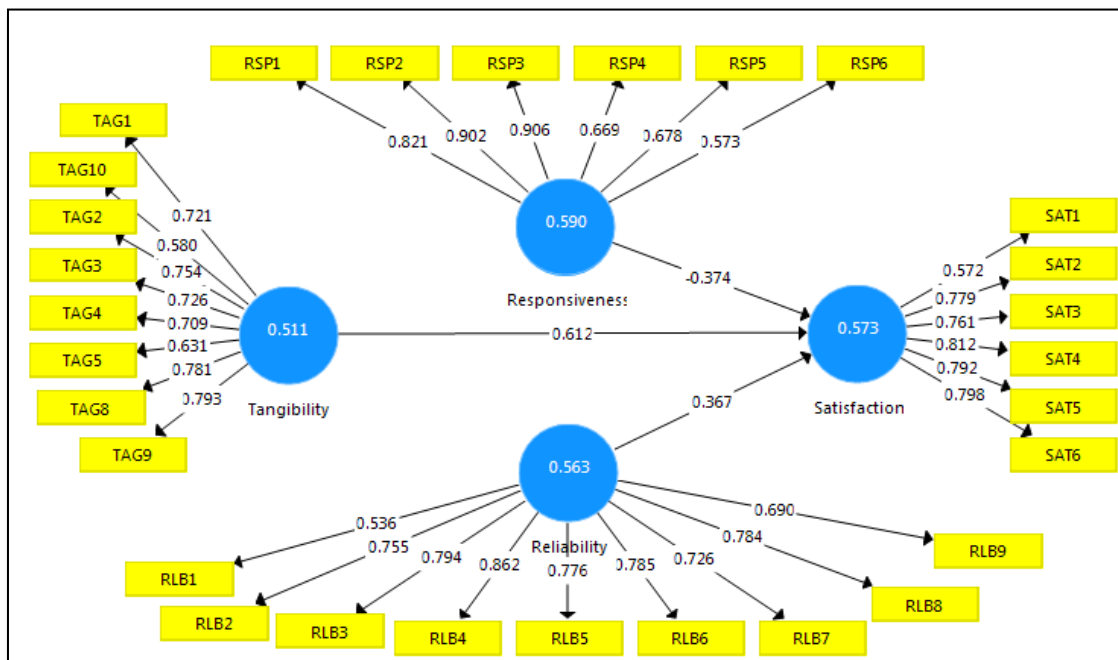 RSP1 RSP2 RSP3 RSP4 RSP5 RSP6
0.821 0.902 0.906 0.669 0.678 0.573
0.590
Responsiveness
TAG1
TAG10
TAG2
TAG3
TAG4
TAG5
TAG8
TAG9
0.721
0.580
0.754
0.726
0.709
0.631
0.781
0.793
0.511
Tangibility
-0.374
0.612
0.367
0.573
Satisfaction
0.572
0.779
0.761
0.812
0.792
0.798
SAT1
SAT2
SAT3
SAT4
SAT5
SAT6
0.563
Reliability
0.536 0.755 0.794 0.862 0.776 0.785 0.726 0.784 0.690
RLB1 RLB2 RLB3 RLB4 RLB5 RLB6 RLB7 RLB8 RLB9